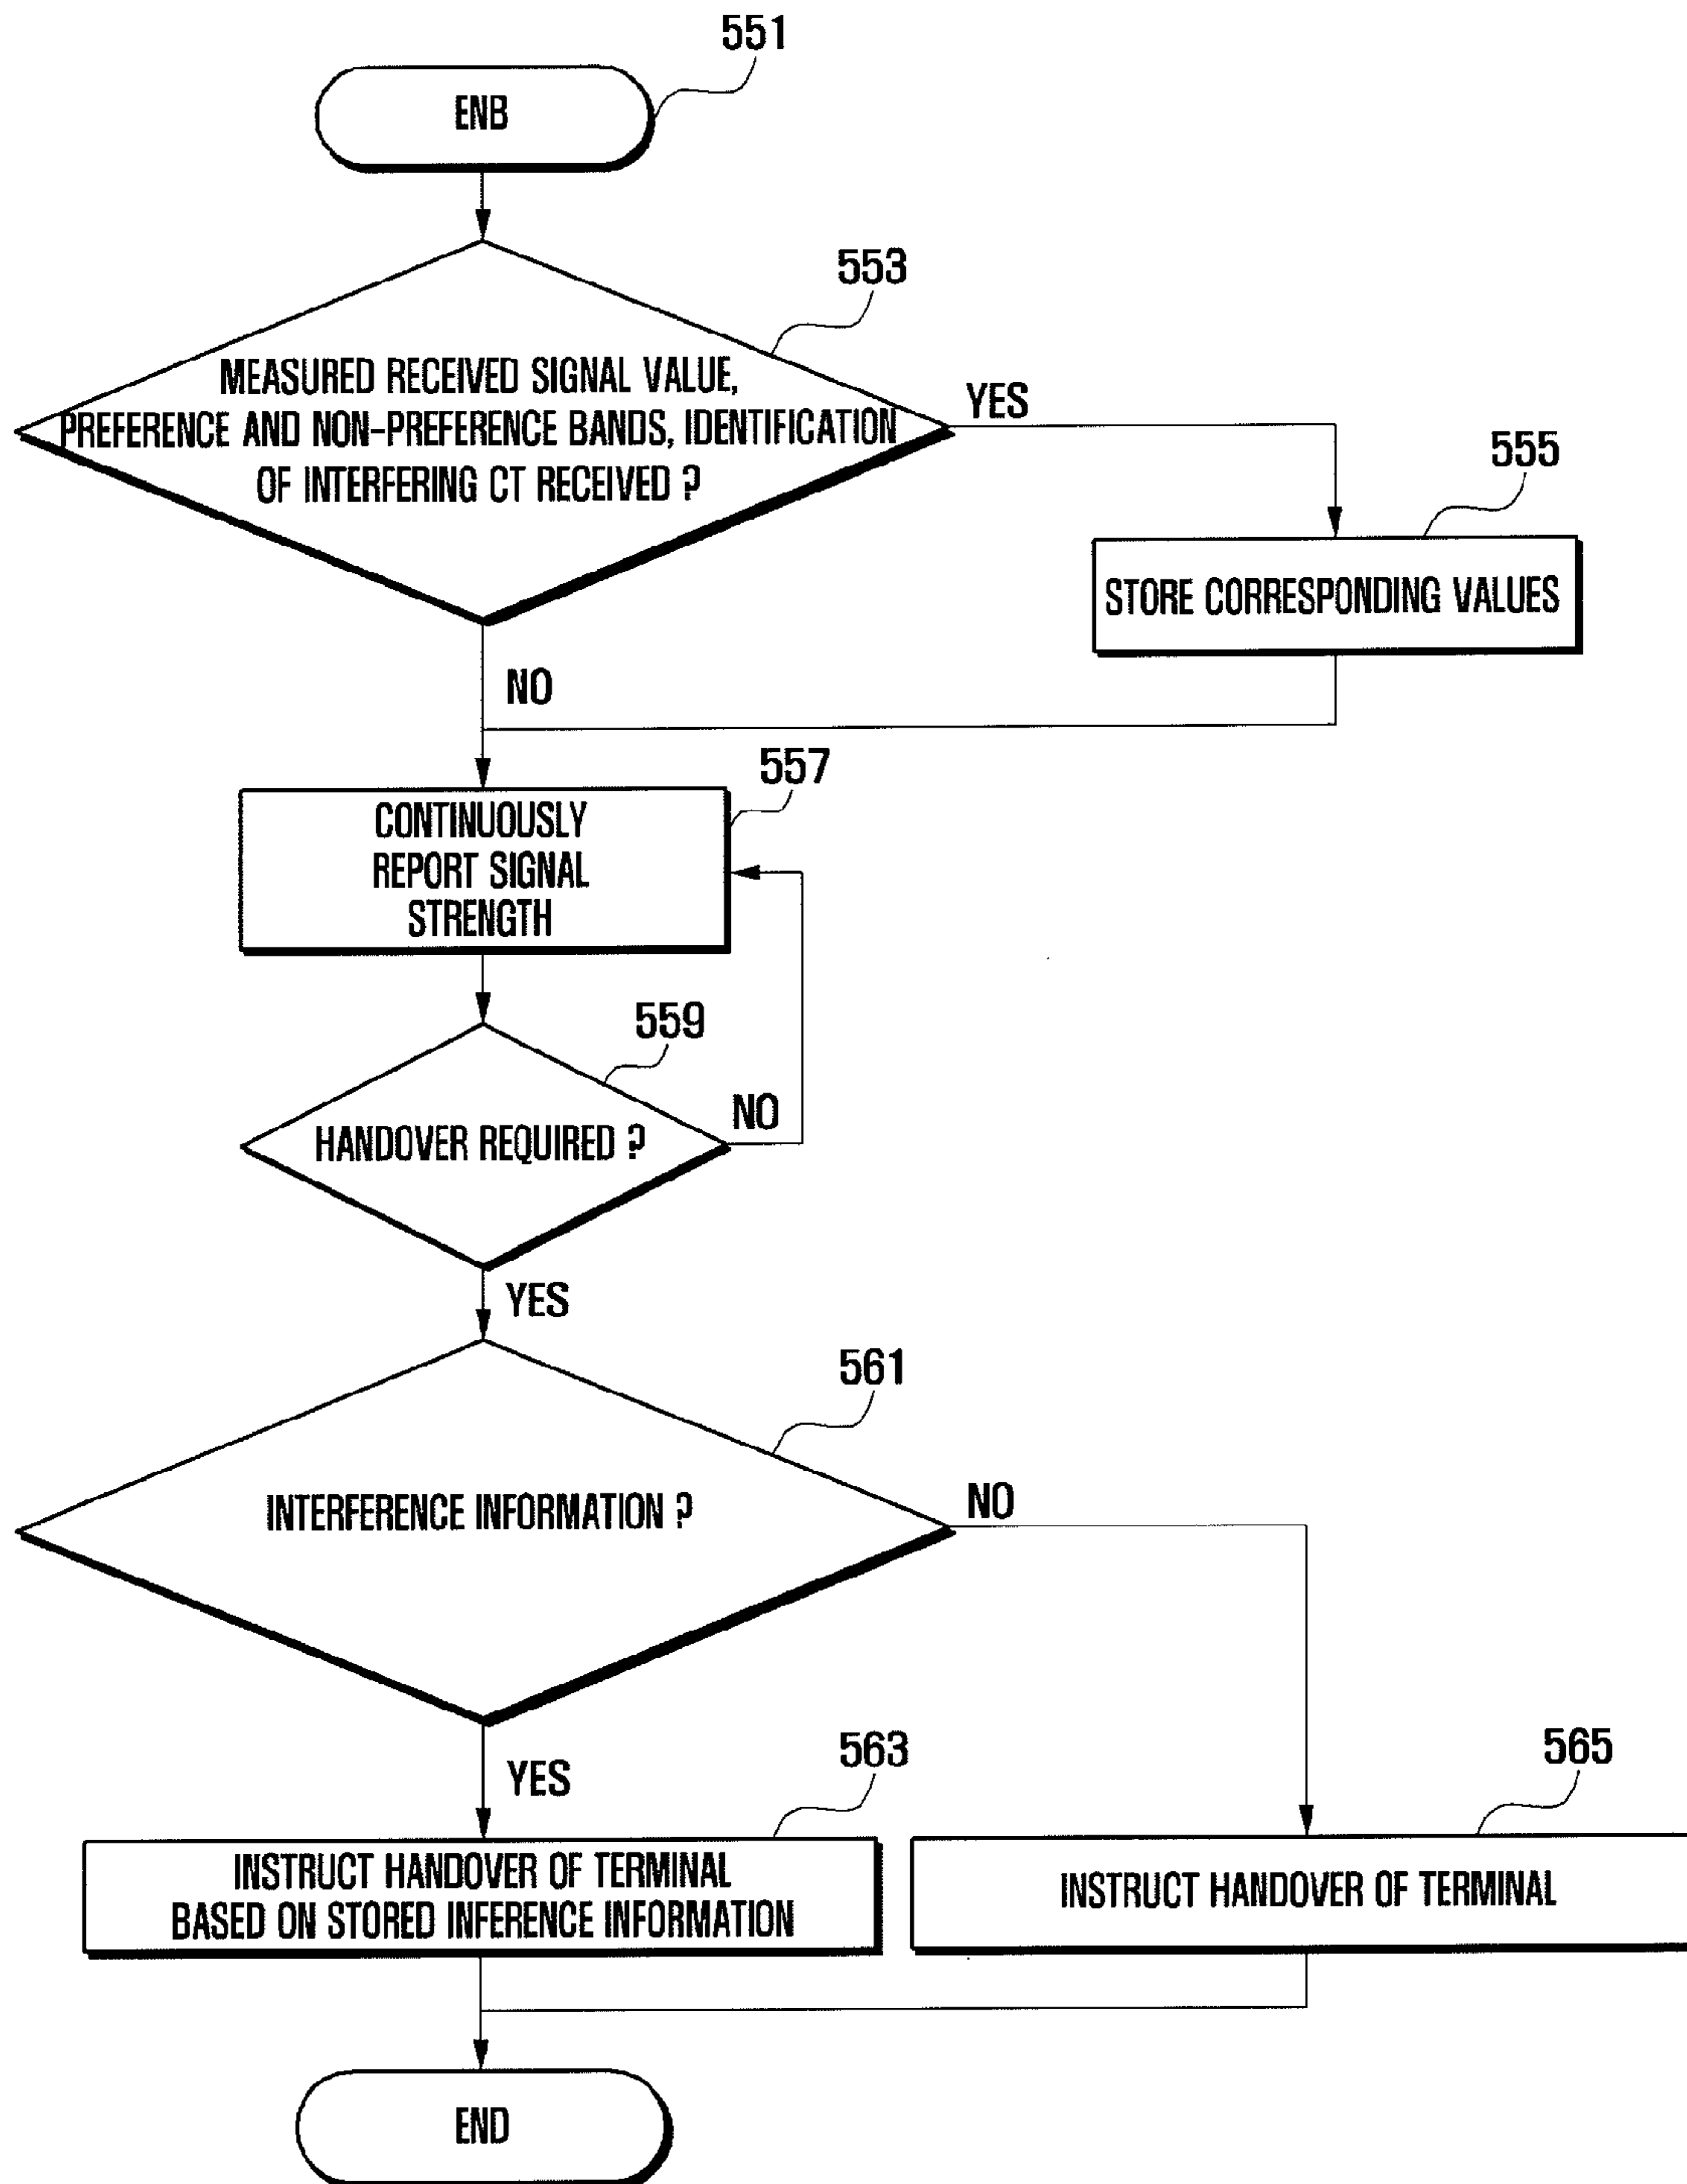 551
ENB
553
MEASURED RECEIVED SIGNAL VALUE,
PREFERENCE AND NON-PREFERENCE BANDS, IDENTIFICATION
OF INTERFERING CT RECEIVED ?
YES
555
STORE CORRESPONDING VALUES
NO
557
CONTINUOUSLY
REPORT SIGNAL
STRENGTH
559
HANDOVER REQUIRED ?
NO
YES
561
INTERFERENCE INFORMATION ?
NO
YES
563
INSTRUCT HANDOVER OF TERMINAL
BASED ON STORED INFERENCE INFORMATION
565
INSTRUCT HANDOVER OF TERMINAL
END